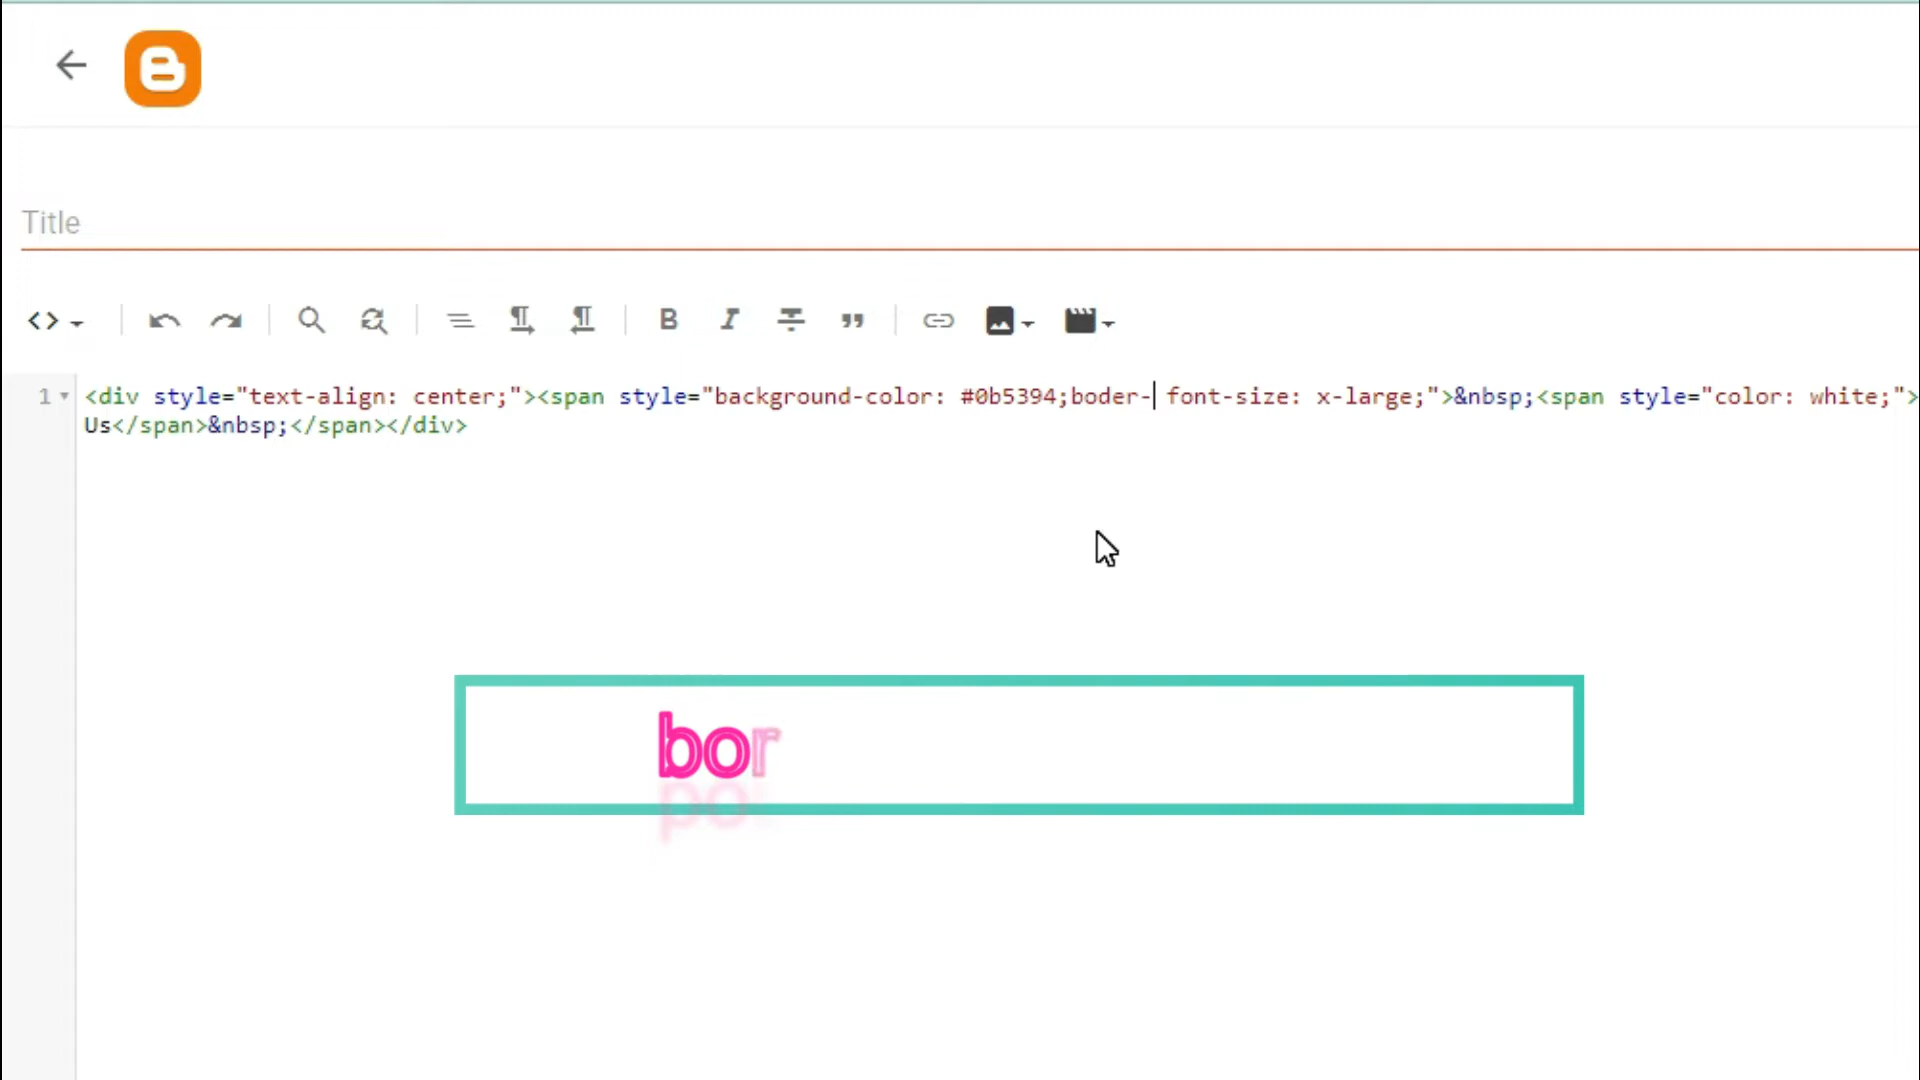 Title
1 <div style="text-align: center;"><span style="background-color: #0b5394;boder- font-size: x-large;">&nbsp;<span style="color: white;">
Us</span>&nbsp;</span></div>
bor